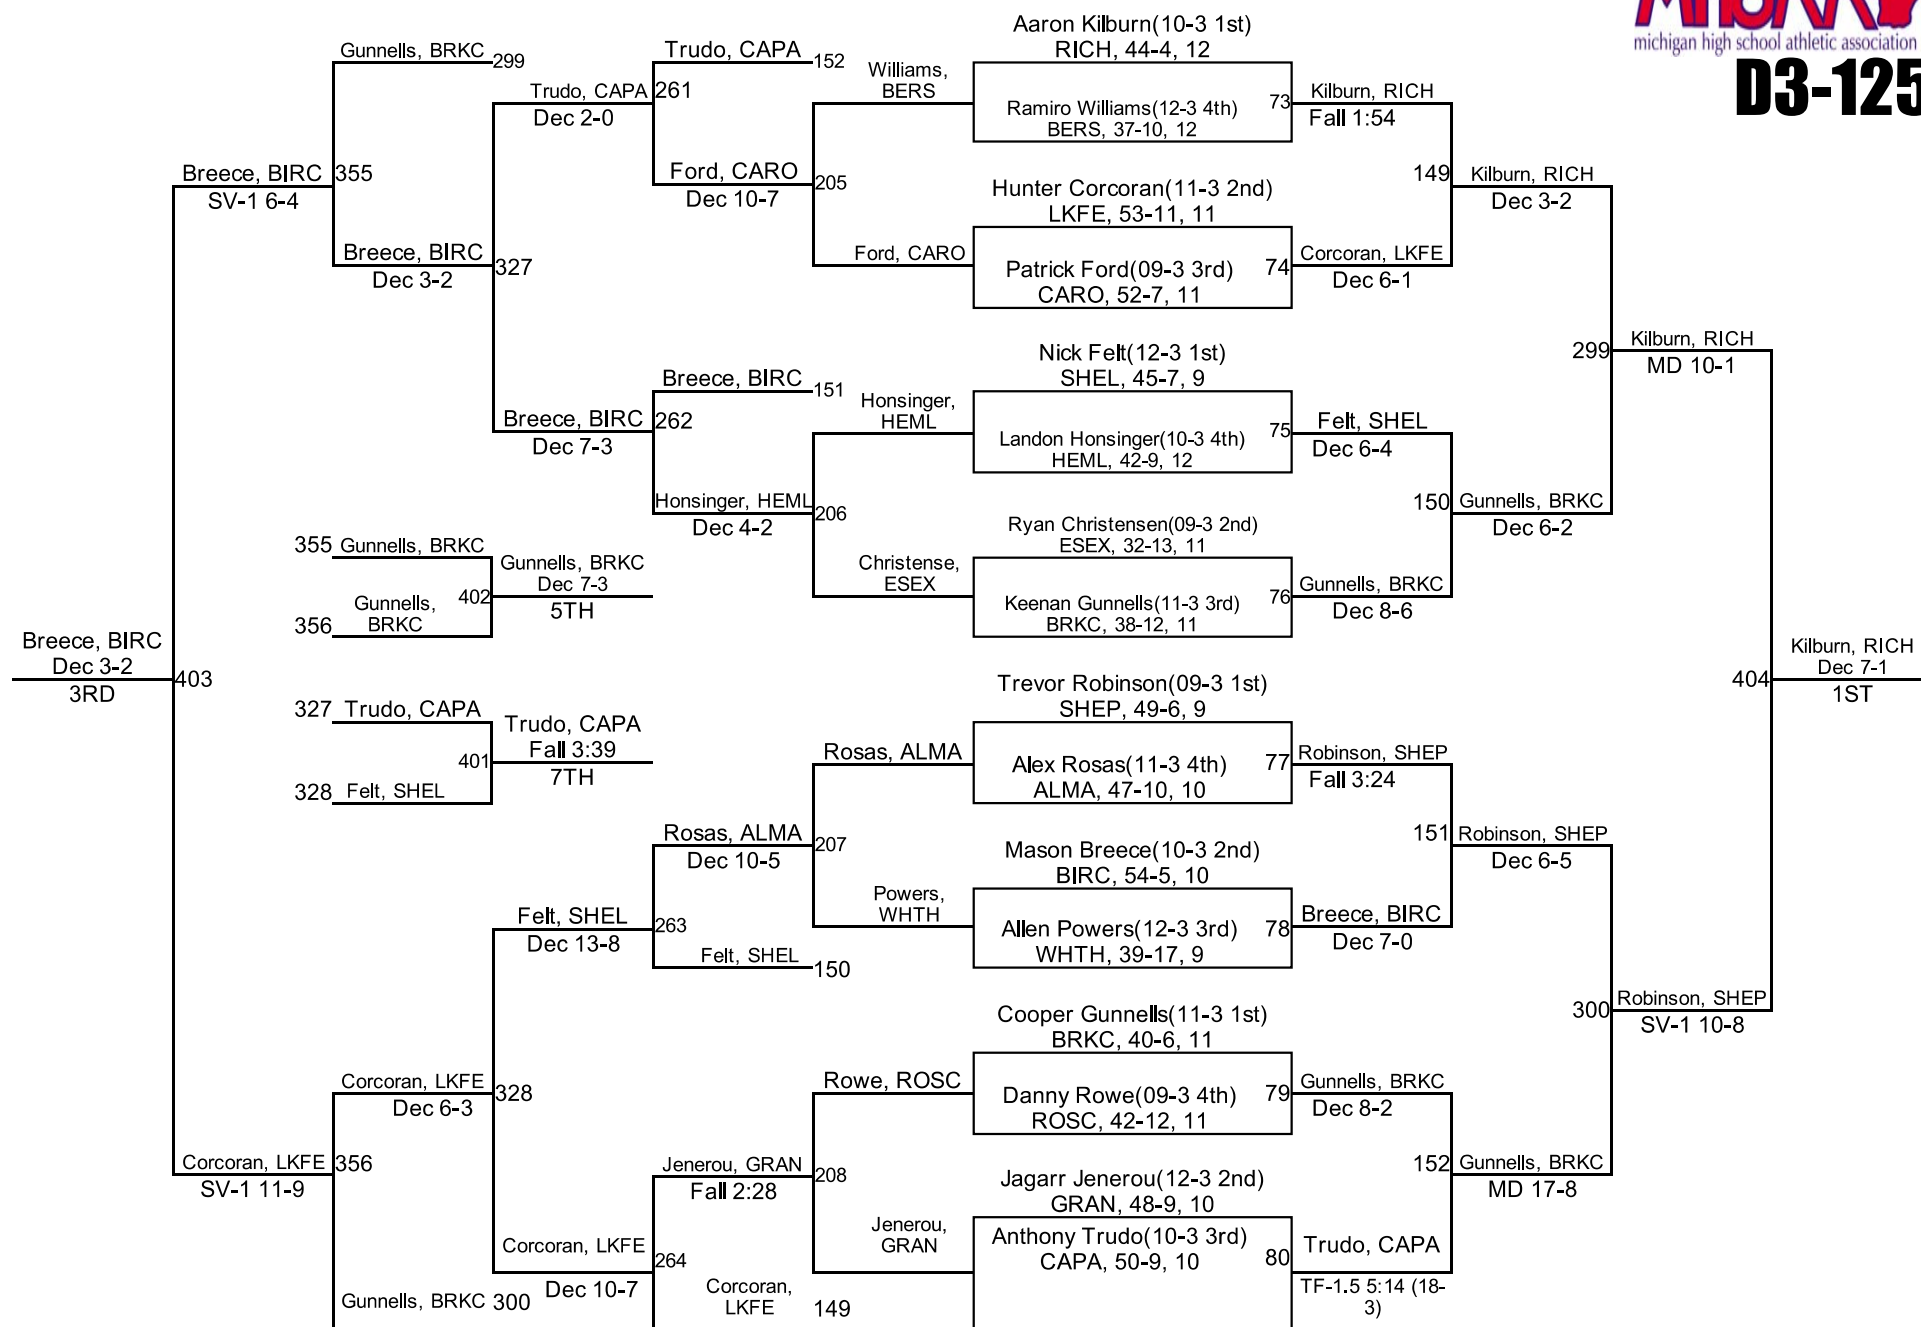 MHSAA
michigan high school athletic association
D3-125
Gunnells, BRKC 299
Trudo, CAPA 152
Trudo, CAPA 261
Dec 2-0
Ford, CARO 205
Dec 10-7
Breece, BIRC 355
SV-1 6-4
Breece, BIRC 327
Dec 3-2
Breece, BIRC 151
Breece, BIRC 262
Dec 7-3
Honsinger, HEML 206
Dec 4-2
355 Gunnells, BRKC
Gunnells, BRKC
Dec 7-3
402
5TH
356
Gunnells,
BRKC
Breece, BIRC
Dec 3-2
403
3RD
327 Trudo, CAPA
Trudo, CAPA
Fall 3:39
401
7TH
328 Felt, SHEL
Rosas, ALMA 207
Dec 10-5
Felt, SHEL 263
Dec 13-8
Felt, SHEL 150
Corcoran, LKFE 328
Dec 6-3
Corcoran, LKFE 356
SV-1 11-9
Jenerou, GRAN 208
Fall 2:28
Corcoran, LKFE 264
Dec 10-7
Gunnells, BRKC 300
Corcoran,
LKFE 149
Williams,
BERS
Ford, CARO
Honsinger,
HEML
Christense,
ESEX
Rosas, ALMA
Powers,
WHTH
Rowe, ROSC
Jenerou,
GRAN
Aaron Kilburn(10-3 1st)
RICH, 44-4, 12
Ramiro Williams(12-3 4th) 73
BERS, 37-10, 12
Hunter Corcoran(11-3 2nd)
LKFE, 53-11, 11
Patrick Ford(09-3 3rd) 74
CARO, 52-7, 11
Nick Felt(12-3 1st)
SHEL, 45-7, 9
Landon Honsinger(10-3 4th) 75
HEML, 42-9, 12
Ryan Christensen(09-3 2nd)
ESEX, 32-13, 11
Keenan Gunnells(11-3 3rd) 76
BRKC, 38-12, 11
Trevor Robinson(09-3 1st)
SHEP, 49-6, 9
Alex Rosas(11-3 4th) 77
ALMA, 47-10, 10
Mason Breece(10-3 2nd)
BIRC, 54-5, 10
Allen Powers(12-3 3rd) 78
WHTH, 39-17, 9
Cooper Gunnells(11-3 1st)
BRKC, 40-6, 11
Danny Rowe(09-3 4th) 79
ROSC, 42-12, 11
Jagarr Jenerou(12-3 2nd)
GRAN, 48-9, 10
Anthony Trudo(10-3 3rd) 80
CAPA, 50-9, 10
Kilburn, RICH
Fall 1:54
149 Kilburn, RICH
Dec 3-2
Corcoran, LKFE
Dec 6-1
299 Kilburn, RICH
MD 10-1
Felt, SHEL
Dec 6-4
150 Gunnells, BRKC
Dec 6-2
Gunnells, BRKC
Dec 8-6
Kilburn, RICH
Dec 7-1
404
1ST
Robinson, SHEP
Fall 3:24
151 Robinson, SHEP
Dec 6-5
Breece, BIRC
Dec 7-0
300 Robinson, SHEP
SV-1 10-8
Gunnells, BRKC
Dec 8-2
152 Gunnells, BRKC
MD 17-8
Trudo, CAPA
TF-1.5 5:14 (18-
3)